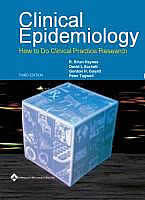 Clinical
Epidemiology
How to Do Clinical Practice Research
THIRD EDITION
R. Brian Haynes
David L. Sackett
Gordon H. Guyatt
Peter Tugwell